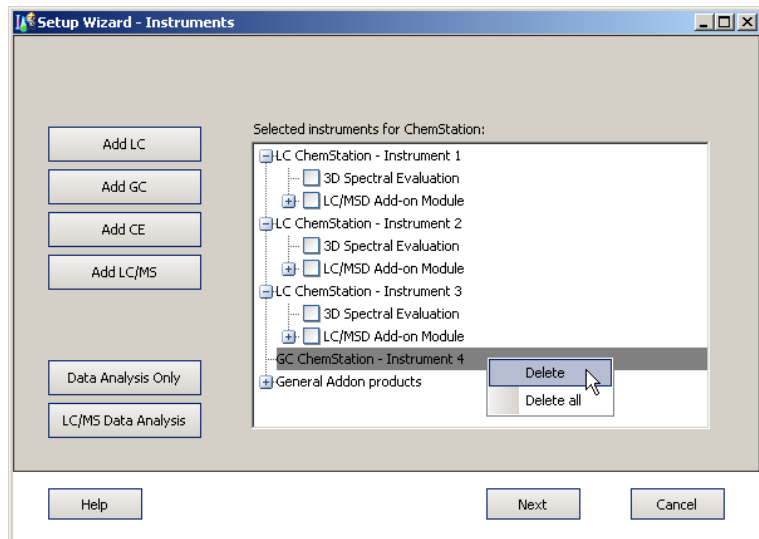 Setup Wizard - Instruments
Selected instruments for ChemStation:
Add LC
Add GC
Add CE
Add LC/MS
Data Analysis Only
LC/MS Data Analysis
LC ChemStation - Instrument 1
3D Spectral Evaluation
LC/MSD Add-on Module
LC ChemStation - Instrument 2
3D Spectral Evaluation
LC/MSD Add-on Module
LC ChemStation - Instrument 3
3D Spectral Evaluation
LC/MSD Add-on Module
GC ChemStation - Instrument 4
General Addon products
Delete
Delete all
Help
Next
Cancel